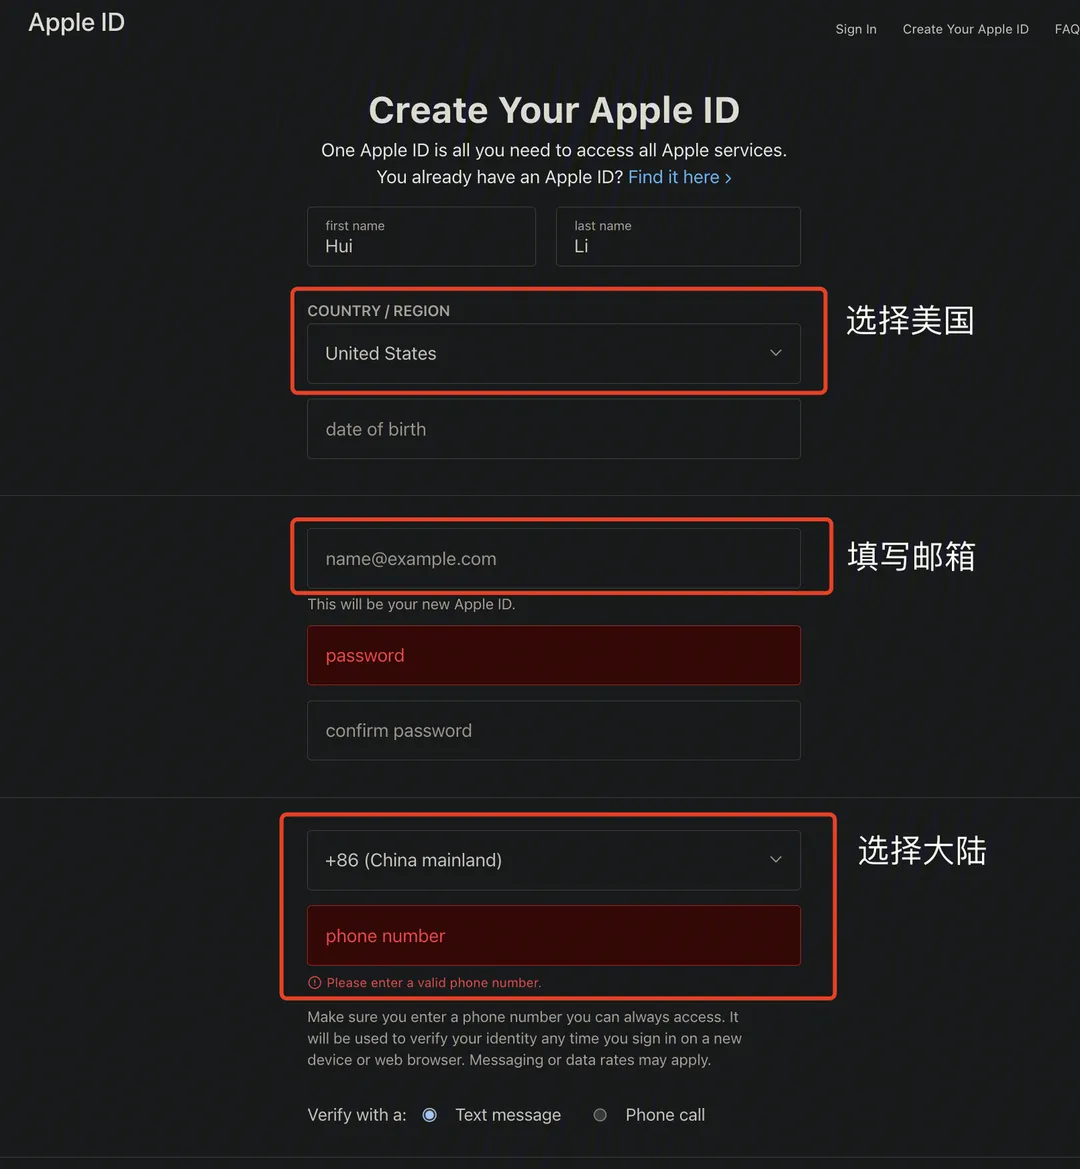 Apple ID
Sign In
Create Your Apple ID
FAQ
Create Your Apple ID
One Apple ID is all you need to access all Apple services.
You already have an Apple ID? Find it here >
first name
Hui
last name
Li
COUNTRY / REGION
United States
选择美国
date of birth
name@example.com
填写邮箱
This will be your new Apple ID.
password
confirm password
+86 (China mainland)
选择大陆
phone number
Please enter a valid phone number.
Make sure you enter a phone number you can always access. It
will be used to verify your identity any time you sign in on a new
device or web browser. Messaging or data rates may apply.
Verify with a: Text message Phone call